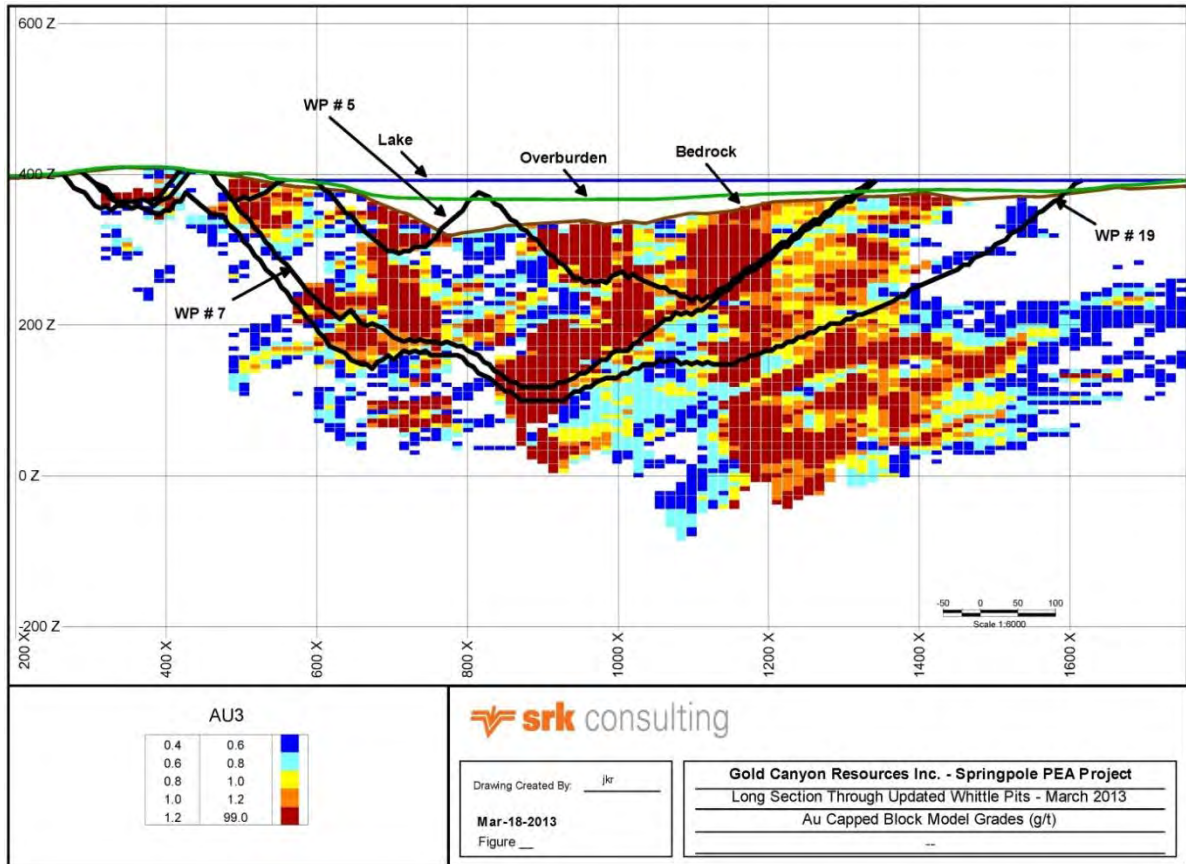 600 Z
WP # 5
Lake
Overburden
Bedrock
400 Z
WP # 19
WP # 7
200 Z
0 Z
-50 0 50 100
Scale 1:6000
-200 Z
200 X
400 X
600 X
800 X
1000 X
1200 X
1400 X
1600 X
AU3
0.4 0.6
0.6 0.8
0.8 1.0
1.0 1.2
1.2 99.0
srk consulting
Drawing Created By: jkr
Mar-18-2013
Figure __
Gold Canyon Resources Inc. - Springpole PEA Project
Long Section Through Updated Whittle Pits - March 2013
Au Capped Block Model Grades (g/t)
--